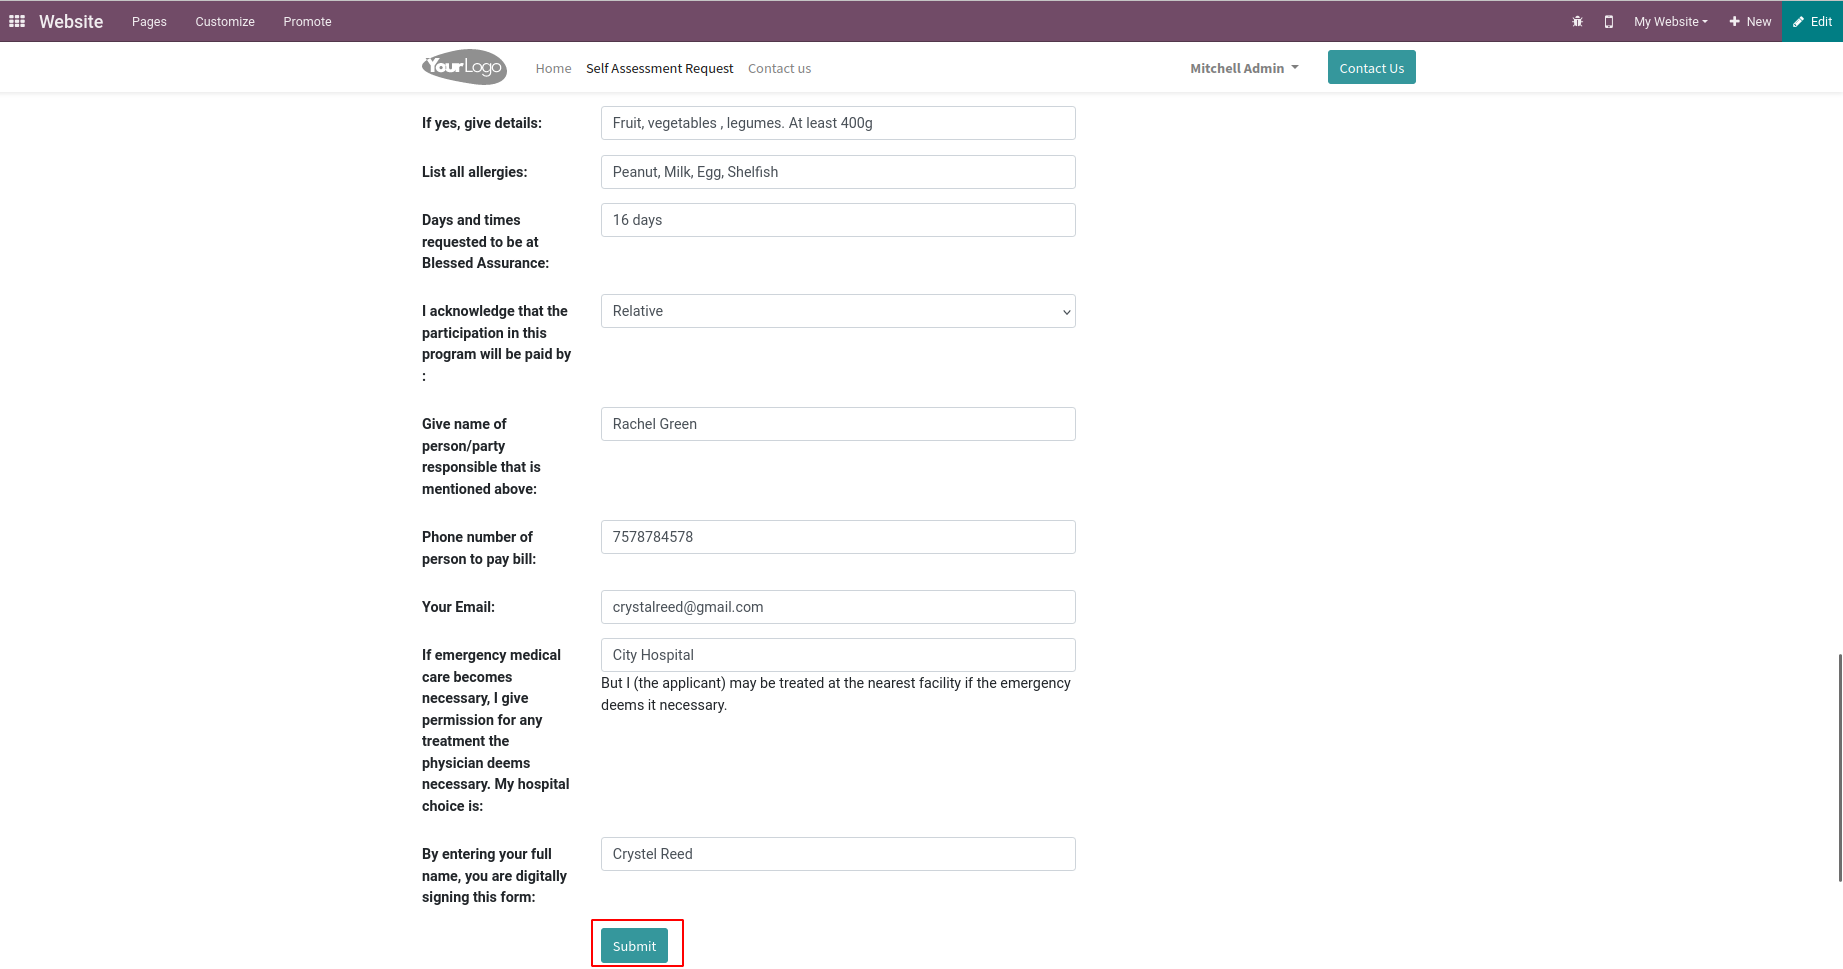 Website Pages Customize Promote My Website New Edit
YourLogo Home Self Assessment Request Contact us Mitchell Admin Contact Us
If yes, give details: Fruit, vegetables , legumes. At least 400g
List all allergies: Peanut, Milk, Egg, Shelfish
Days and times 16 days
requested to be at
Blessed Assurance:
I acknowledge that the Relative
participation in this
program will be paid by
:
Give name of Rachel Green
person/party
responsible that is
mentioned above:
Phone number of 7578784578
person to pay bill:
Your Email: crystalreed@gmail.com
If emergency medical City Hospital
care becomes But I (the applicant) may be treated at the nearest facility if the emergency
necessary, I give deems it necessary.
permission for any
treatment the
physician deems
necessary. My hospital
choice is:
By entering your full Crystel Reed
name, you are digitally
signing this form:
Submit